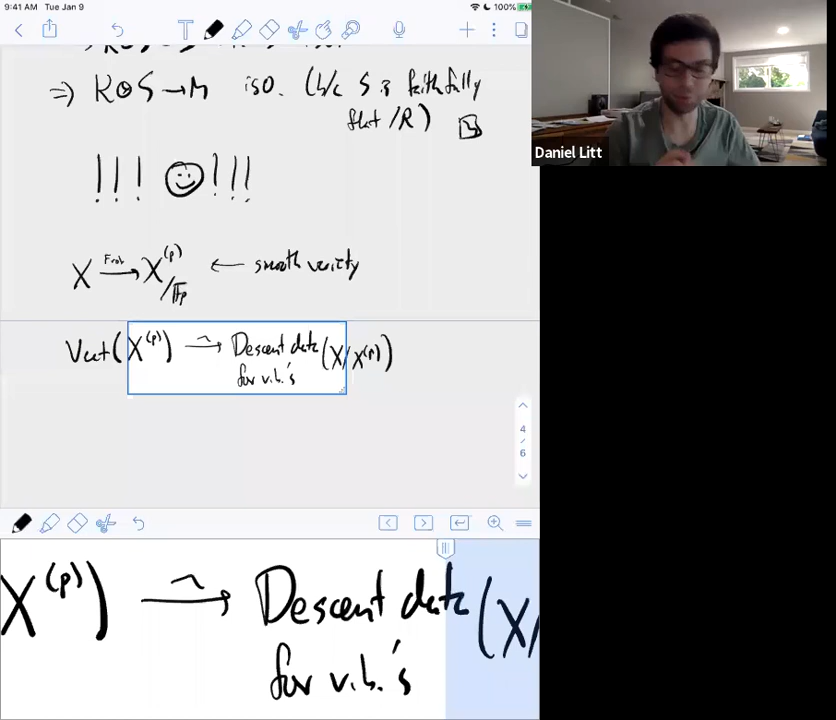 9:41 AM Tue Jan 9
100%
Daniel Litt
⇒ R⊗S → M iso. (b/c S is faithfully
flat /R)
!!! ☺ !!!
X —Frob→ X^(p) /𝔽_p ← smooth variety
Vect(X^(p)) ~→ Descent data (X/X^(p))
for v.b.'s
4
/
6
X^(p)) ~→ Descent data (X/
for v.b.'s